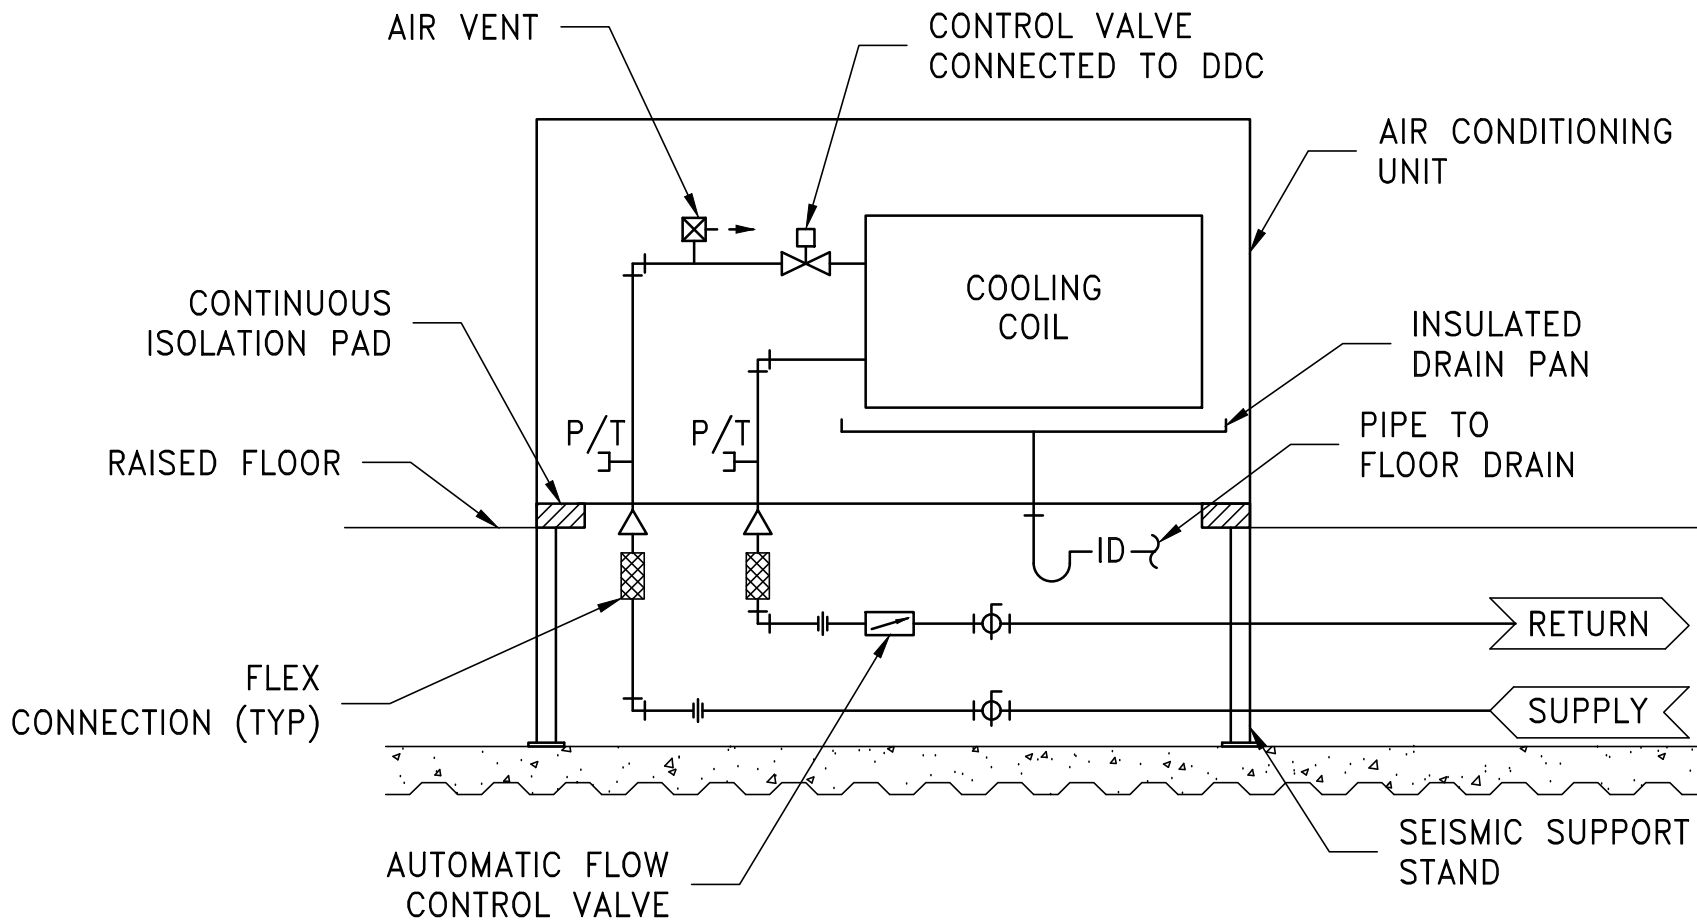 AIR VENT
CONTROL VALVE
CONNECTED TO DDC
AIR CONDITIONING
UNIT
CONTINUOUS
ISOLATION PAD
COOLING
COIL
INSULATED
DRAIN PAN
P/T
P/T
PIPE TO
FLOOR DRAIN
RAISED FLOOR
ID
RETURN
FLEX
CONNECTION (TYP)
SUPPLY
AUTOMATIC FLOW
CONTROL VALVE
SEISMIC SUPPORT
STAND